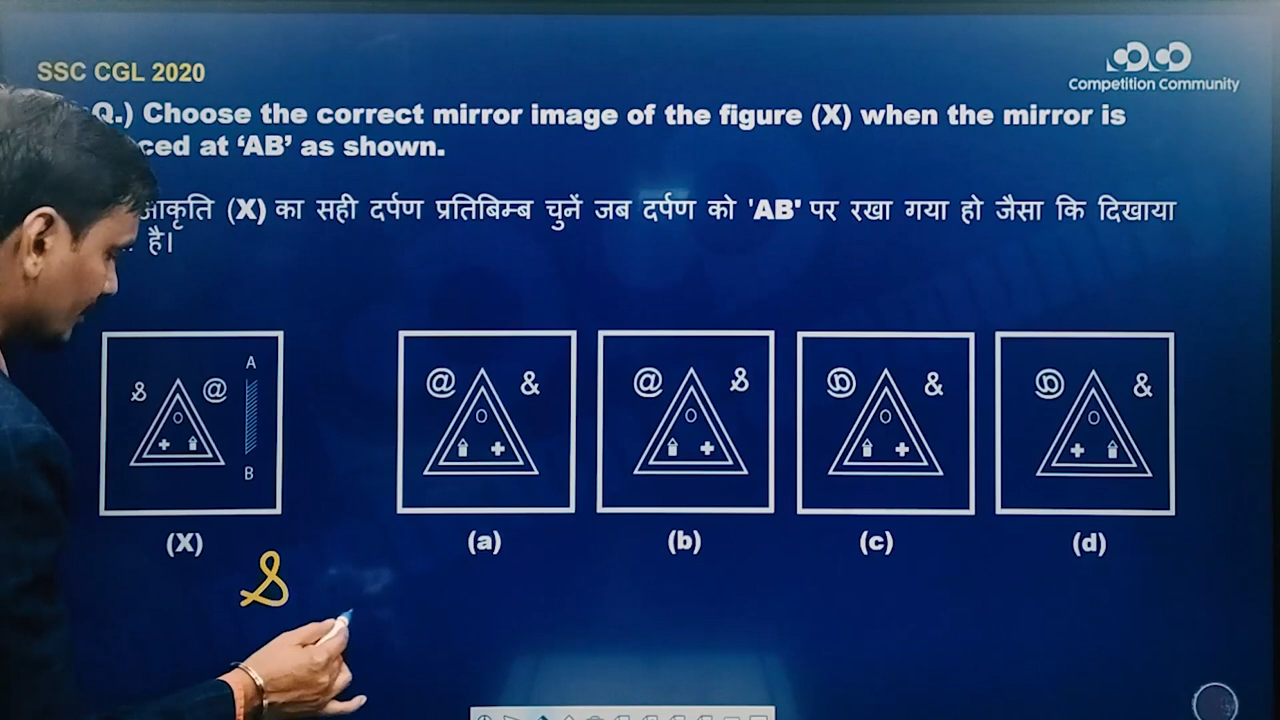 SSC CGL 2020
Competition Community
Q.) Choose the correct mirror image of the figure (X) when the mirror is
ced at ‘AB’ as shown.
आकृति (X) का सही दर्पण प्रतिबिम्ब चुनें जब दर्पण को 'AB' पर रखा गया हो जैसा कि दिखाया
है।
A
@
B
@ &
@
&
&
(X) (a) (b) (c) (d)